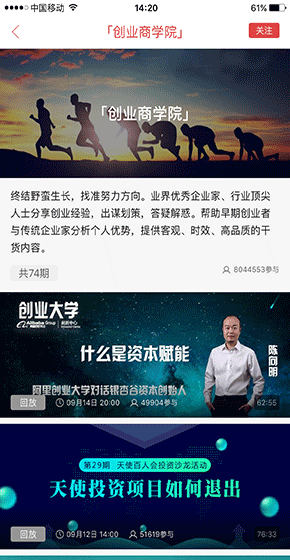 中国移动
14:20
61%
「创业商学院」
关注
「创业商学院」
终结野蛮生长，找准努力方向。业界优秀企业家、行业顶尖
人士分享创业经验，出谋划策，答疑解惑。帮助早期创业者
与传统企业家分析个人优势，提供客观、时效、高品质的干
货内容。
共74期
8044553参与
创业大学
Alibaba Group
什么是资本赋能
陈向明
阿里创业大学对话银杏谷资本创始人
回放
09月14日 20:00
49904参与
62:55
第29期 天使百人会投资沙龙活动
天使投资项目如何退出
回放
09月12日 14:00
51619参与
76:33